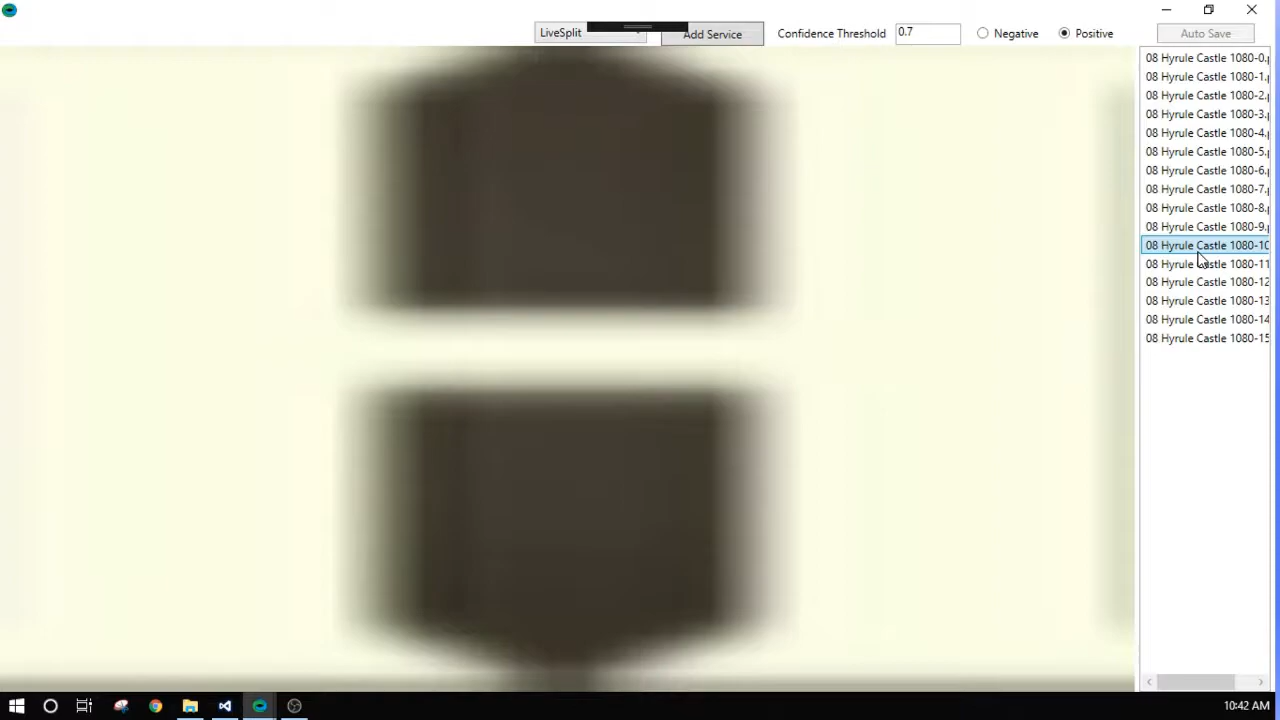 LiveSplit
Add Service
Confidence Threshold
0.7
Negative
Positive
Auto Save
08 Hyrule Castle 1080-0.p
08 Hyrule Castle 1080-1.p
08 Hyrule Castle 1080-2.p
08 Hyrule Castle 1080-3.p
08 Hyrule Castle 1080-4.p
08 Hyrule Castle 1080-5.p
08 Hyrule Castle 1080-6.p
08 Hyrule Castle 1080-7.p
08 Hyrule Castle 1080-8.p
08 Hyrule Castle 1080-9.p
08 Hyrule Castle 1080-10
08 Hyrule Castle 1080-11
08 Hyrule Castle 1080-12
08 Hyrule Castle 1080-13
08 Hyrule Castle 1080-14
08 Hyrule Castle 1080-15
10:42 AM